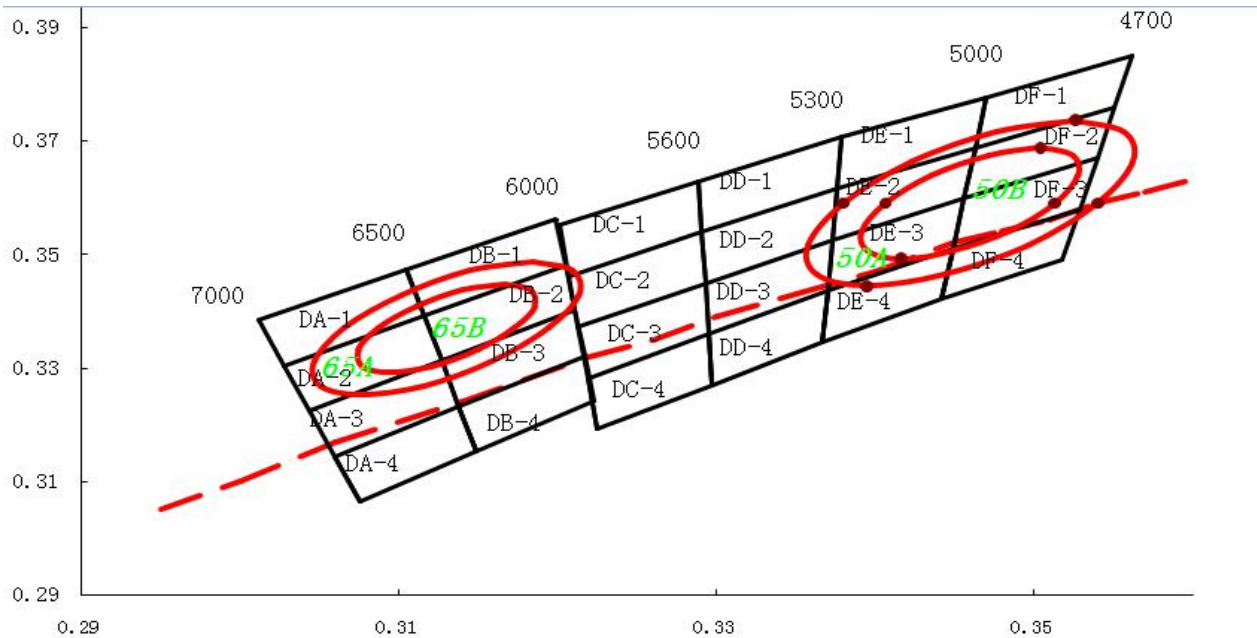 0.39
4700
5000
DF-1
5300
0.37
DE-1
DF-2
5600
DD-1
DE-2
50B
DF-3
6000
DC-1
DD-2
DE-3
6500
DB-1
50A
DF-4
0.35
DC-2
DD-3
DE-4
7000
DB-2
DA-1
65B
DC-3
DD-4
DB-3
0.33
65A
DA-2
DC-4
DA-3
DB-4
DA-4
0.31
0.29
0.29
0.31
0.33
0.35